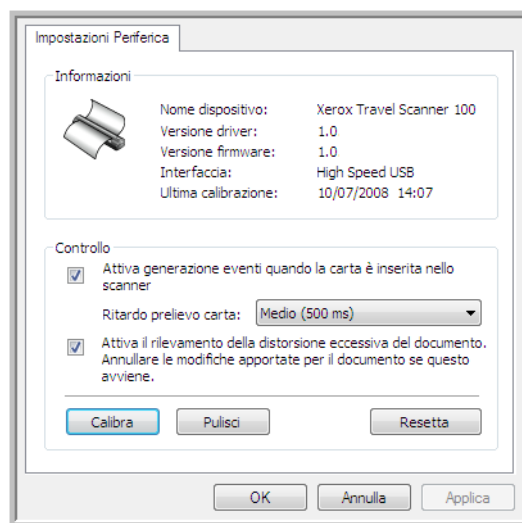 Impostazioni Periferica
Informazioni
Nome dispositivo: Xerox Travel Scanner 100
Versione driver: 1.0
Versione firmware: 1.0
Interfaccia: High Speed USB
Ultima calibrazione: 10/07/2008 14:07
Controllo
Attiva generazione eventi quando la carta è inserita nello
scanner
Ritardo prelievo carta: Medio (500 ms)
Attiva il rilevamento della distorsione eccessiva del documento.
Annullare le modifiche apportate per il documento se questo
avviene.
Calibra Pulisci Resetta
OK Annulla Applica